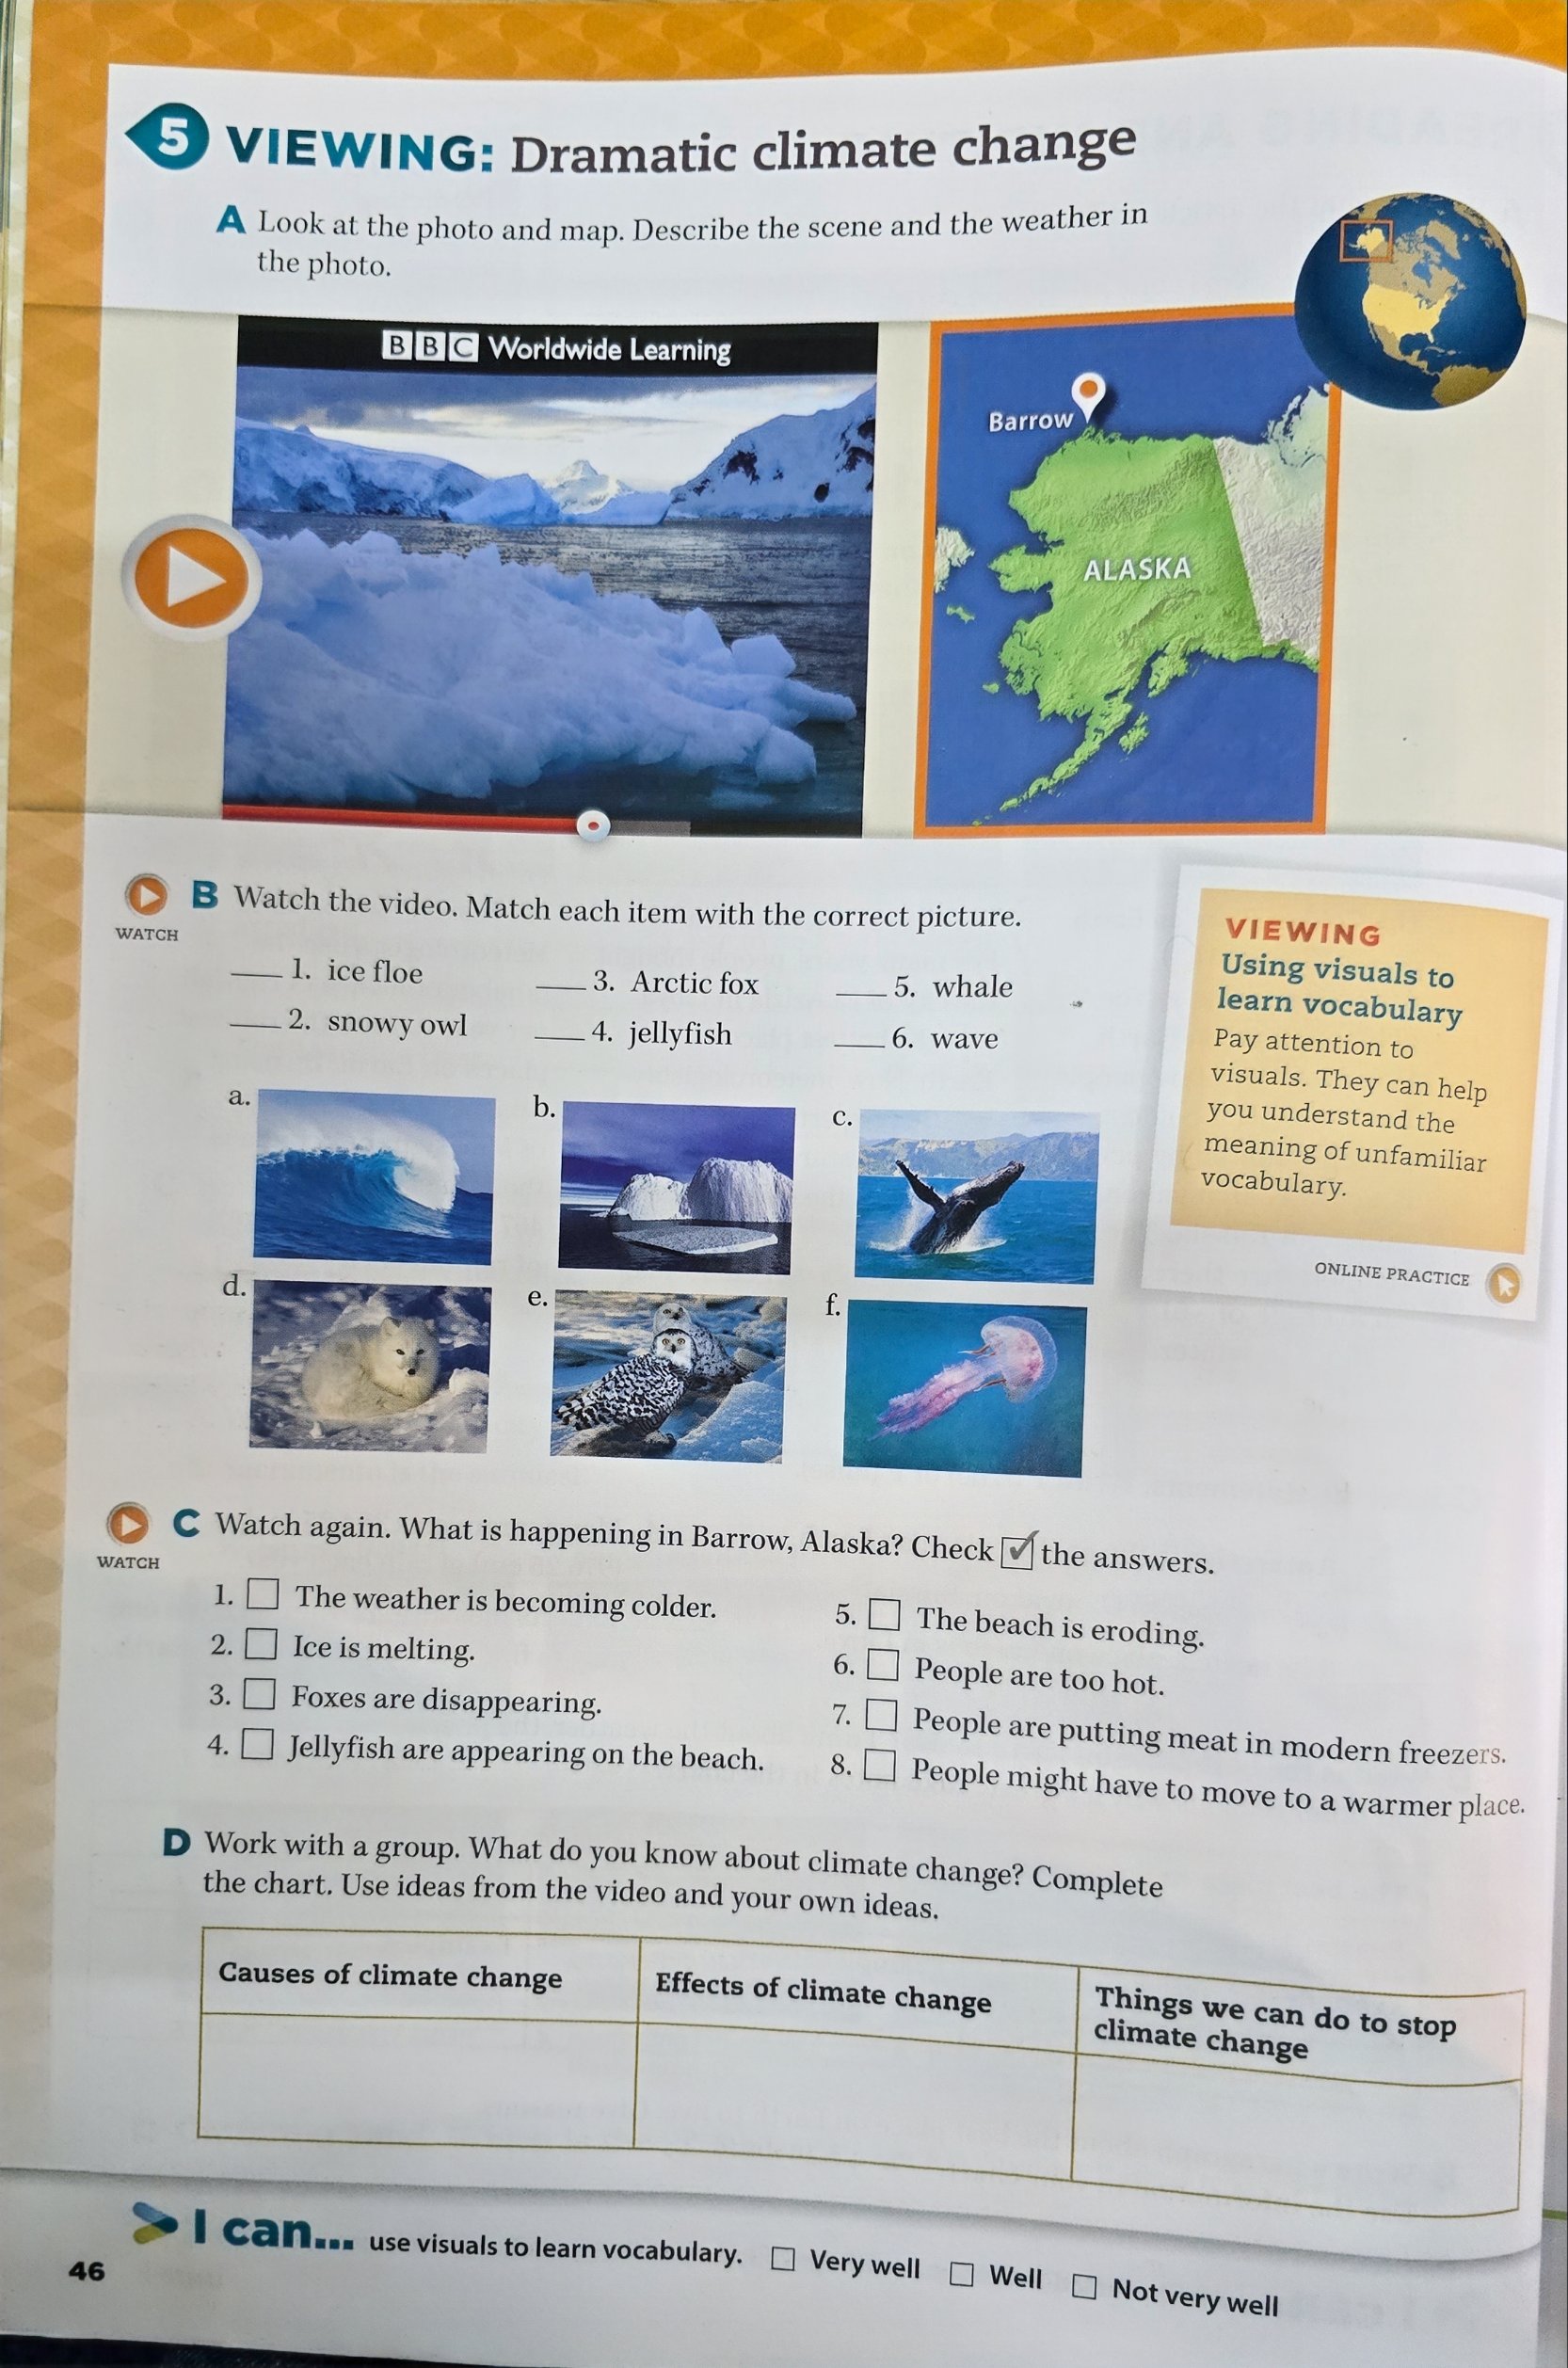 5 VIEWING: Dramatic climate change
A Look at the photo and map. Describe the scene and the weather in
the photo.
BBC Worldwide Learning
Barrow
ALASKA
WATCH
B Watch the video. Match each item with the correct picture.
___ 1. ice floe
___ 2. snowy owl
___ 3. Arctic fox
___ 4. jellyfish
___ 5. whale
___ 6. wave
a.
b.
c.
d.
e.
f.
VIEWING
Using visuals to
learn vocabulary
Pay attention to
visuals. They can help
you understand the
meaning of unfamiliar
vocabulary.
ONLINE PRACTICE
WATCH
C Watch again. What is happening in Barrow, Alaska? Check ☑ the answers.
1. ☐ The weather is becoming colder.
2. ☐ Ice is melting.
3. ☐ Foxes are disappearing.
4. ☐ Jellyfish are appearing on the beach.
5. ☐ The beach is eroding.
6. ☐ People are too hot.
7. ☐ People are putting meat in modern freezers.
8. ☐ People might have to move to a warmer place.
D Work with a group. What do you know about climate change? Complete
the chart. Use ideas from the video and your own ideas.
Causes of climate change
Effects of climate change
Things we can do to stop
climate change
I can... use visuals to learn vocabulary. ☐ Very well ☐ Well ☐ Not very well
46